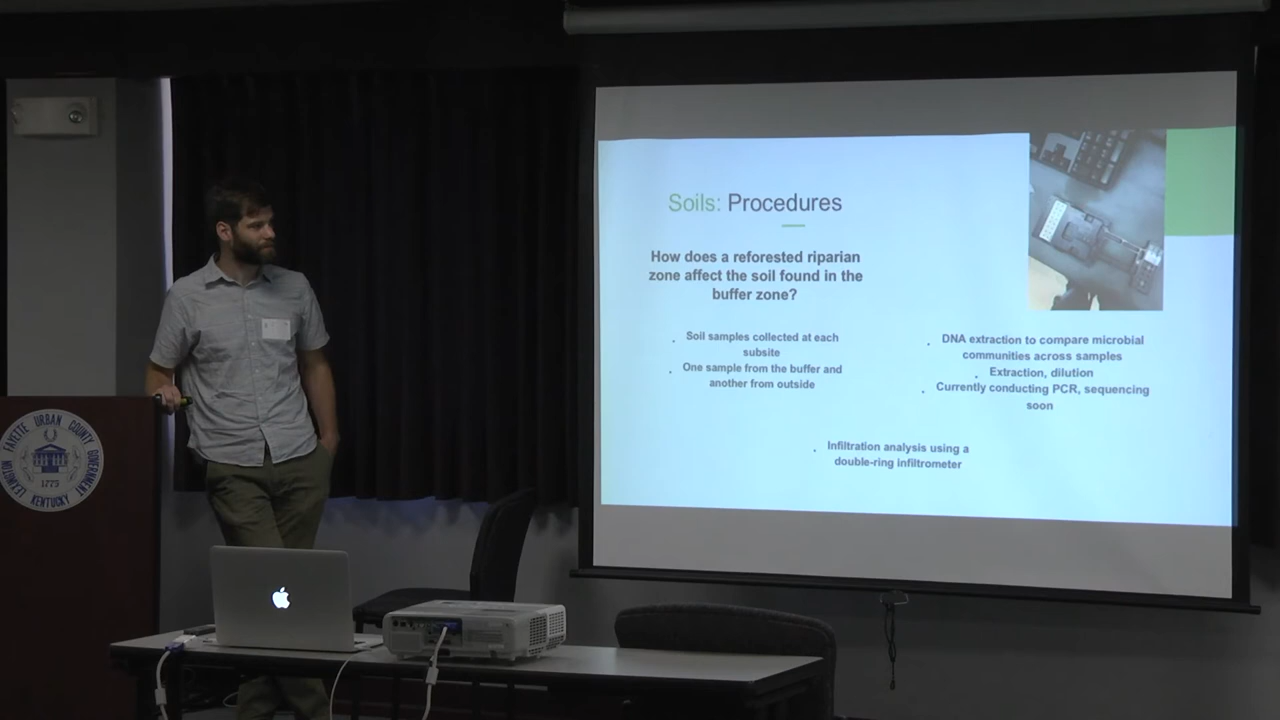 Soils: Procedures
How does a reforested riparian
zone affect the soil found in the
buffer zone?
Soil samples collected at each
subsite
One sample from the buffer and
another from outside
DNA extraction to compare microbial
communities across samples
Extraction, dilution
Currently conducting PCR, sequencing
soon
Infiltration analysis using a
double-ring infiltrometer
LEXINGTON FAYETTE URBAN COUNTY GOVERNMENT
1775
KENTUCKY